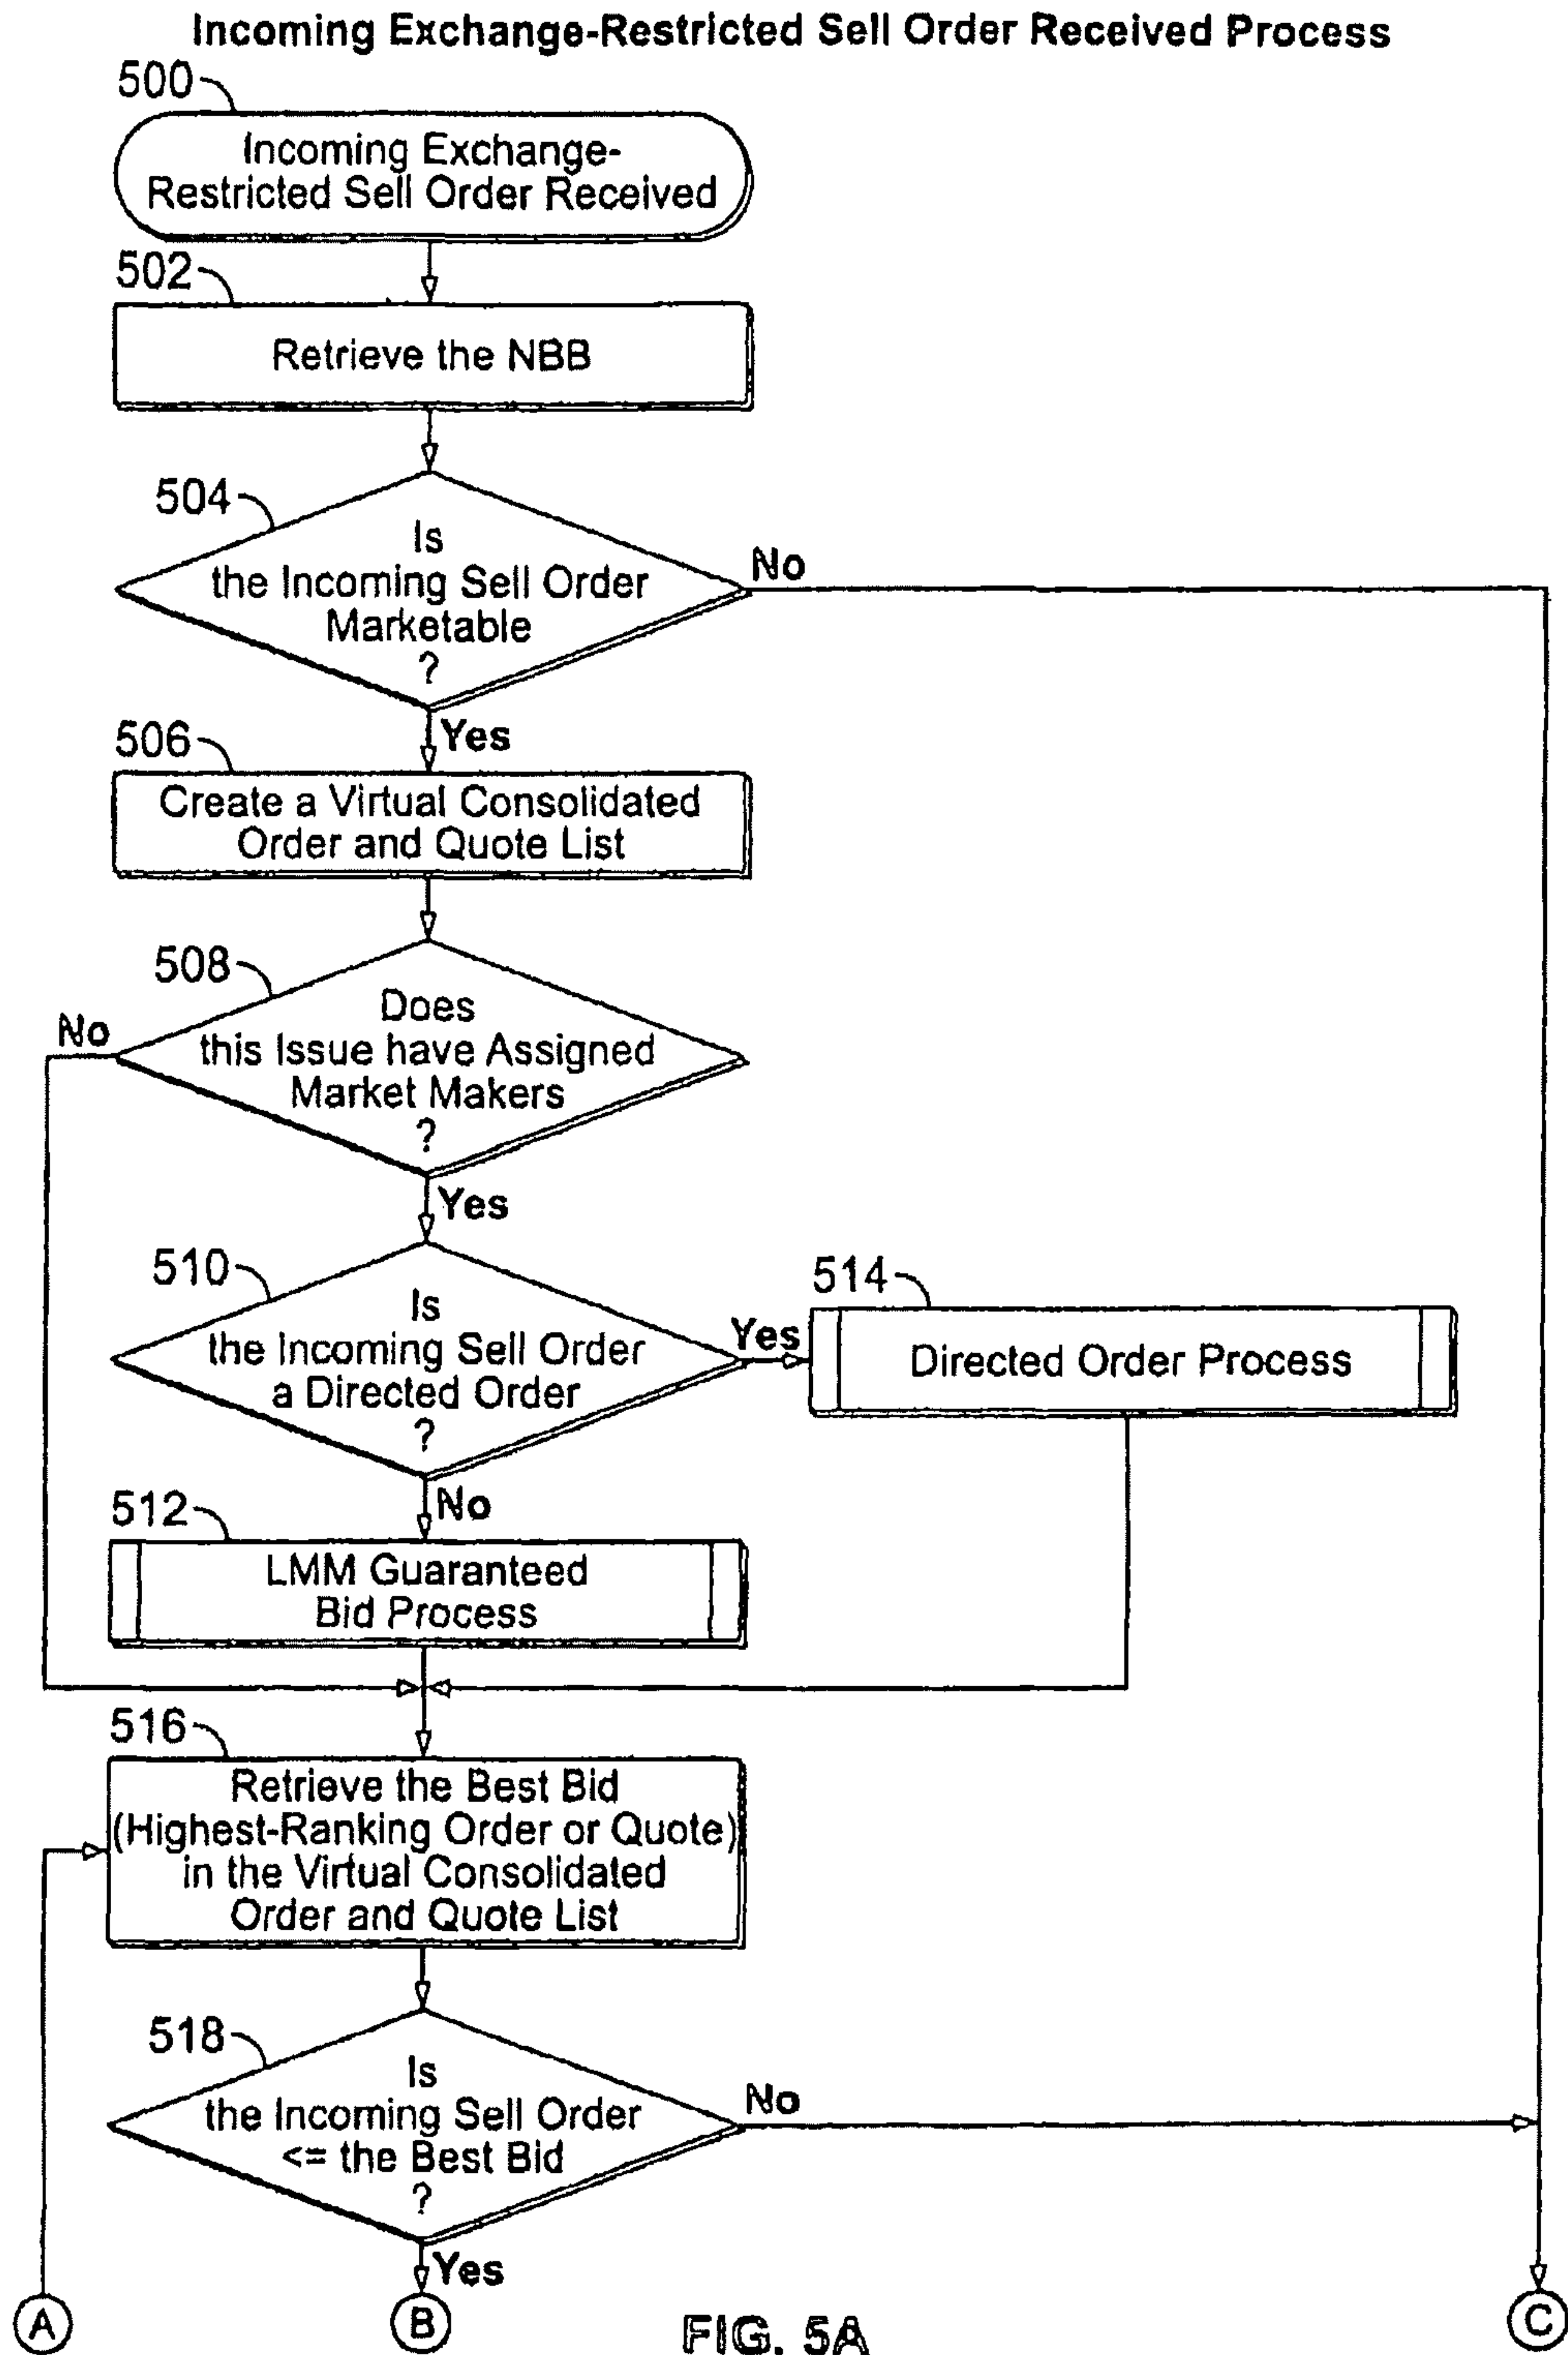 Incoming Exchange-Restricted Sell Order Received Process
500
Incoming Exchange-
Restricted Sell Order Received
502
Retrieve the NBB
504
Is
the Incoming Sell Order
Marketable
?
No
Yes
506
Create a Virtual Consolidated
Order and Quote List
508
Does
this Issue have Assigned
Market Makers
?
No
Yes
510
Is
the Incoming Sell Order
a Directed Order
?
Yes
514
Directed Order Process
No
512
LMM Guaranteed
Bid Process
516
Retrieve the Best Bid
(Highest-Ranking Order or Quote)
in the Virtual Consolidated
Order and Quote List
518
Is
the Incoming Sell Order
<= the Best Bid
?
No
Yes
A
B
C
FIG. 5A